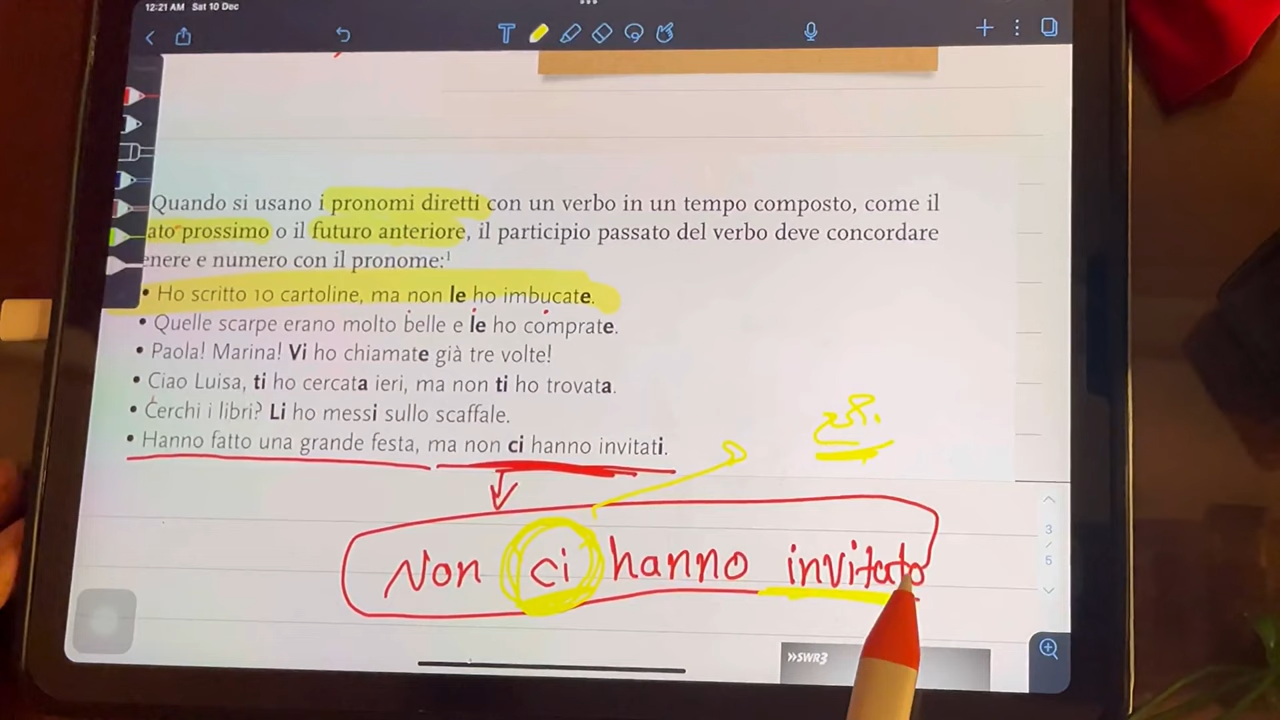 12:21 AM Sat 10 Dec
Quando si usano i pronomi diretti con un verbo in un tempo composto, come il
ato prossimo o il futuro anteriore, il participio passato del verbo deve concordare
enere e numero con il pronome:¹
• Ho scritto 10 cartoline, ma non le ho imbucate.
• Quelle scarpe erano molto belle e le ho comprate.
• Paola! Marina! Vi ho chiamate già tre volte!
• Ciao Luisa, ti ho cercata ieri, ma non ti ho trovata.
• Cerchi i libri? Li ho messi sullo scaffale.
• Hanno fatto una grande festa, ma non ci hanno invitati.
Non ci hanno invitato
3
/
5
»SWR3